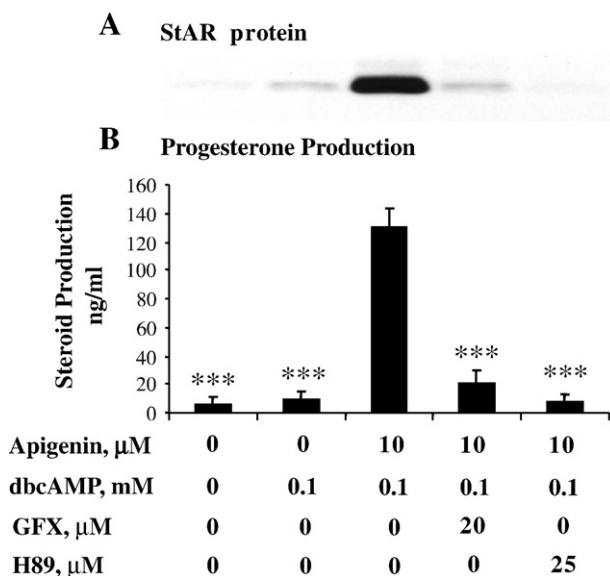 A StAR protein
B Progesterone Production
Steroid Production
ng/ml
160
140
120
100
80
60
40
20
0
*** *** *** ***
Apigenin, μM 0 0 10 10 10
dbcAMP, mM 0 0.1 0.1 0.1 0.1
GFX, μM 0 0 0 20 0
H89, μM 0 0 0 0 25